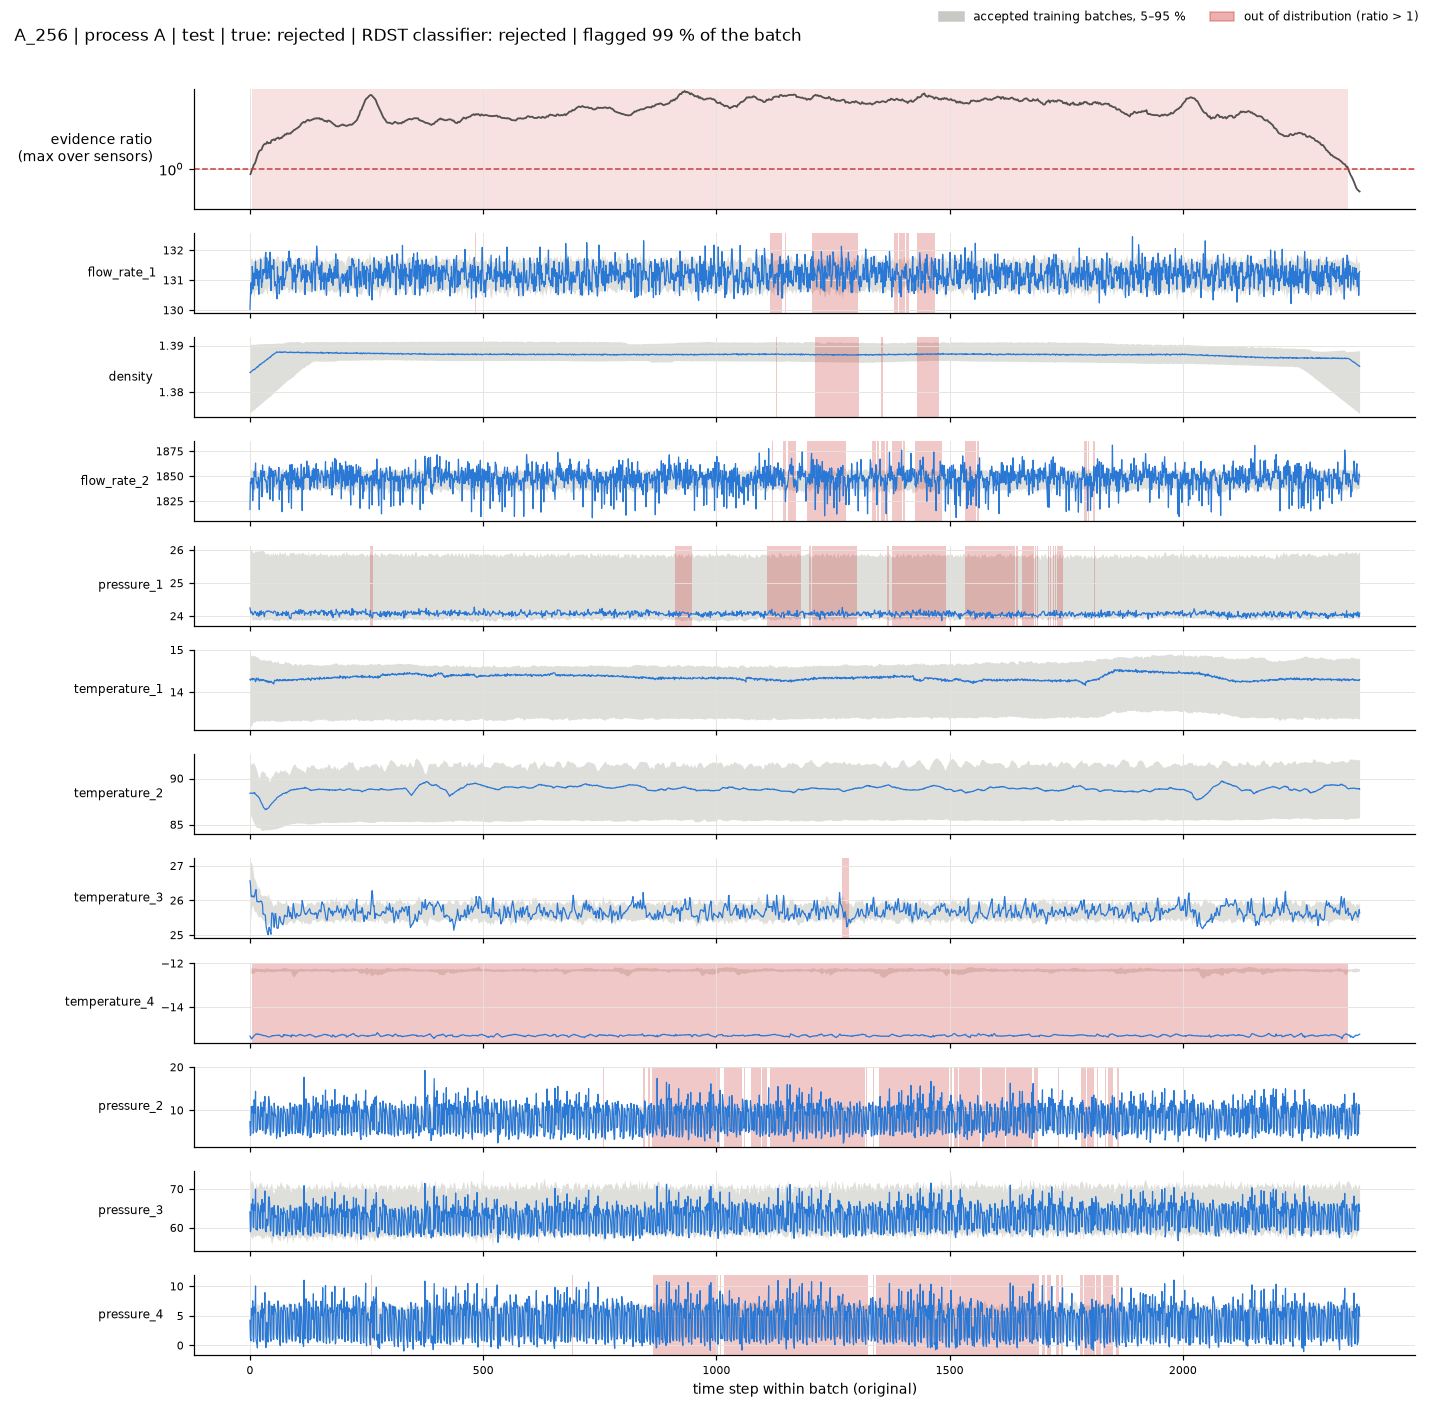 accepted training batches, 5–95 %
out of distribution (ratio > 1)
A_256 | process A | test | true: rejected | RDST classifier: rejected | flagged 99 % of the batch
evidence ratio
(max over sensors)
10⁰
flow_rate_1
132
131
130
density
1.39
1.38
flow_rate_2
1875
1850
1825
pressure_1
26
25
24
temperature_1
15
14
temperature_2
90
85
temperature_3
27
26
25
temperature_4
−12
−14
pressure_2
20
10
pressure_3
70
60
pressure_4
10
5
0
0
500
1000
1500
2000
time step within batch (original)